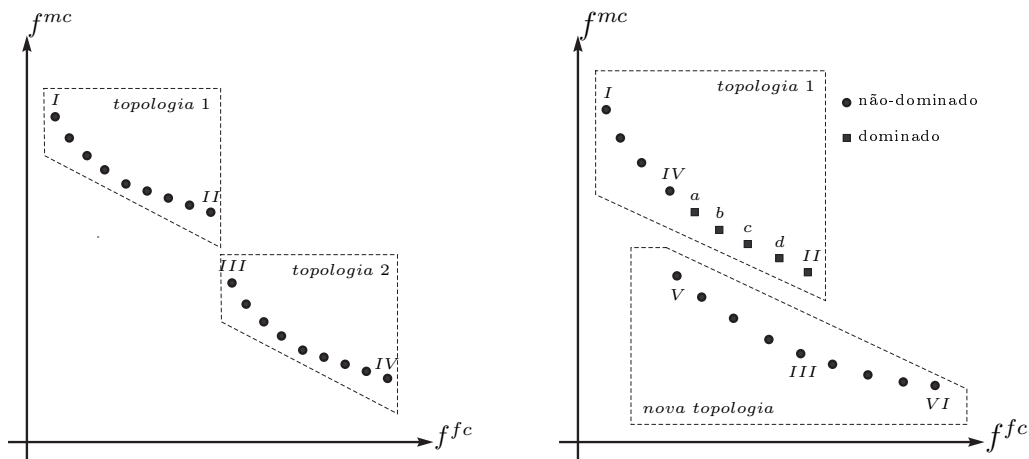 f^{mc}
topologia 1
I
II
III
topologia 2
IV
f^{fc}
f^{mc}
topologia 1
I
não-dominado
dominado
IV
a
b
c
d
II
V
III
VI
nova topologia
f^{fc}